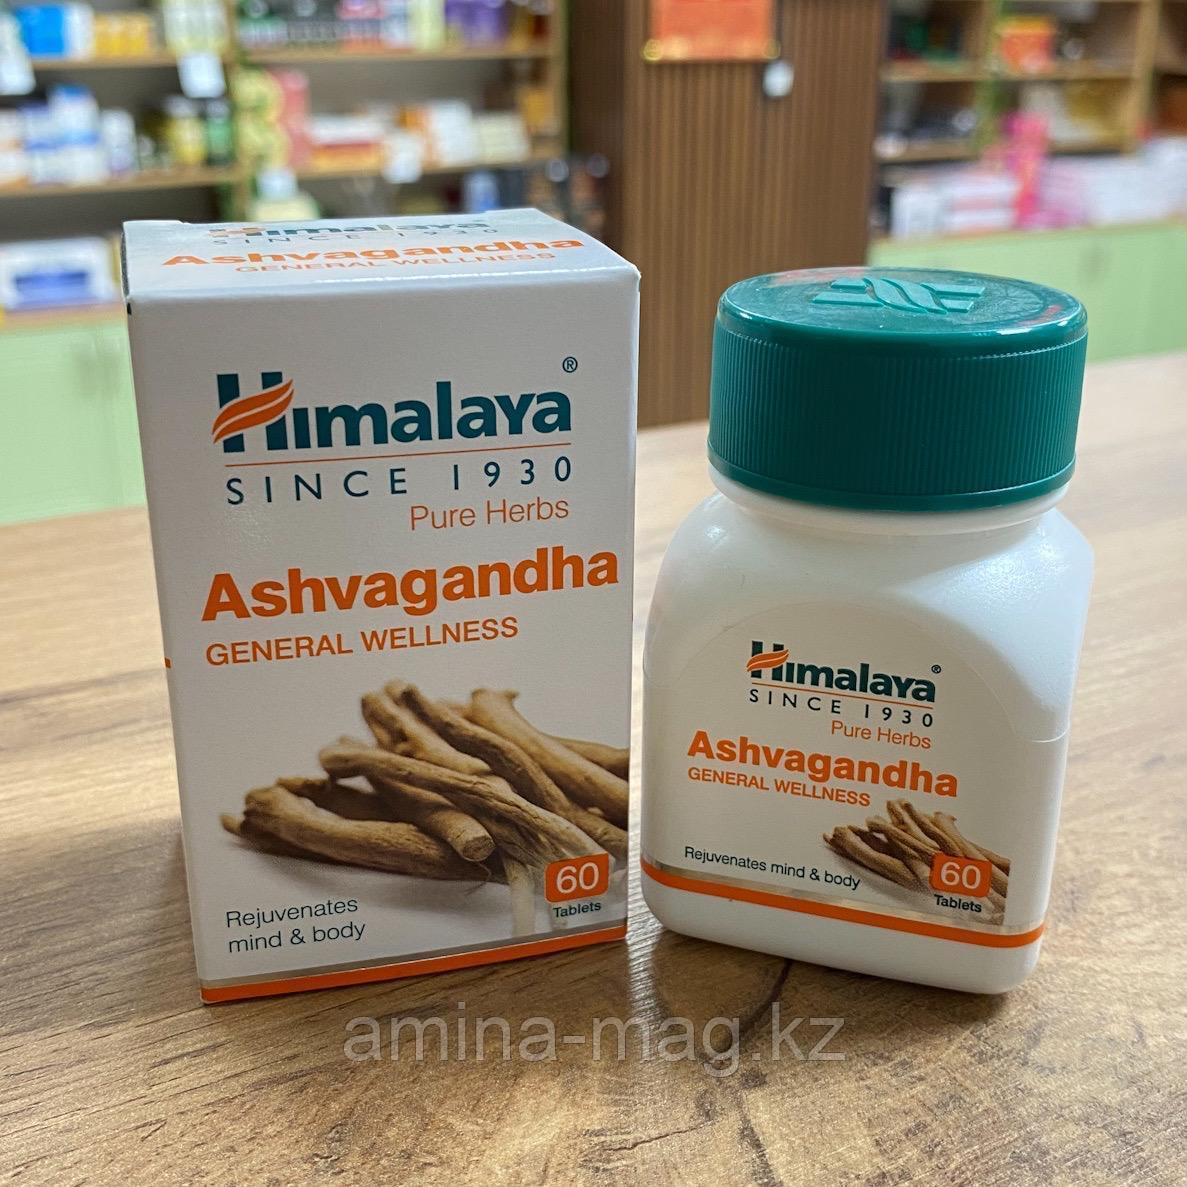 Himalaya
SINCE 1930
Ashvagandha
GENERAL WELLNESS
Himalaya®
SINCE 1930
Pure Herbs
Ashvagandha
GENERAL WELLNESS
60
Tablets
Rejuvenates
mind & body
Himalaya®
SINCE 1930
Pure Herbs
Ashvagandha
GENERAL WELLNESS
Rejuvenates mind & body
60
Tablets
amina-mag.kz